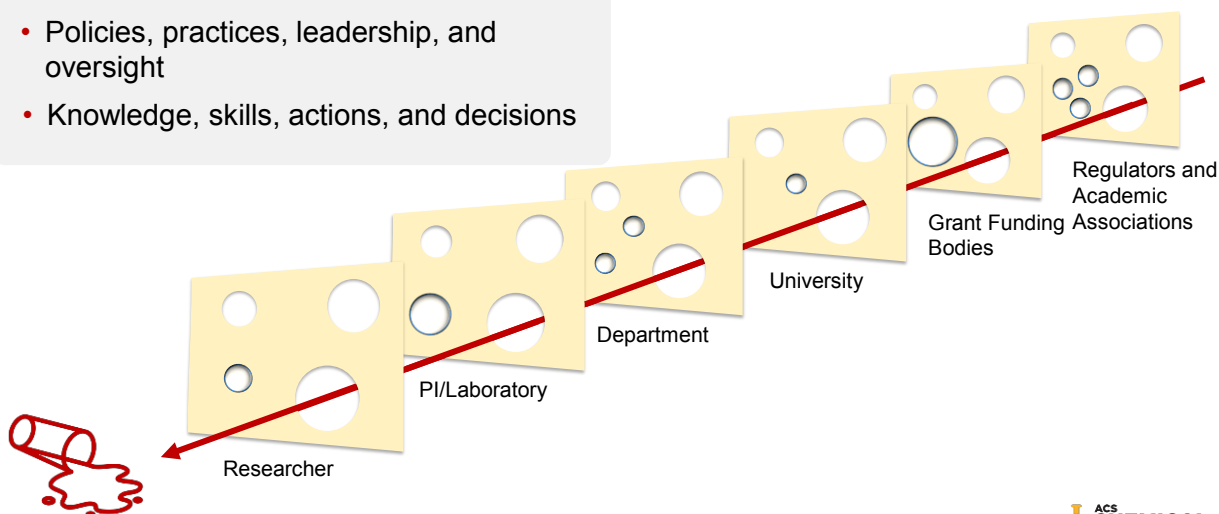 • Policies, practices, leadership, and
oversight
• Knowledge, skills, actions, and decisions
Regulators and
Academic
Associations
Grant Funding
Bodies
University
Department
PI/Laboratory
Researcher
ACS